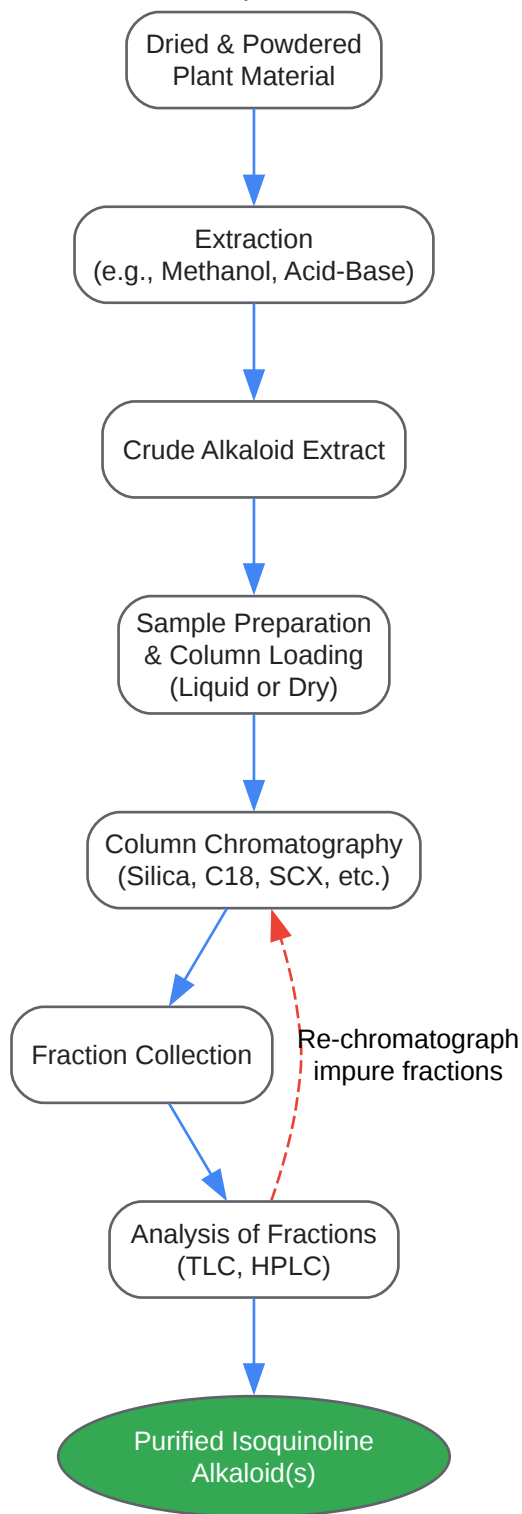 Dried & Powdered
Plant Material
Extraction
(e.g., Methanol, Acid-Base)
Crude Alkaloid Extract
Sample Preparation
& Column Loading
(Liquid or Dry)
Column Chromatography
(Silica, C18, SCX, etc.)
Fraction Collection
Re-chromatograph
impure fractions
Analysis of Fractions
(TLC, HPLC)
Purified Isoquinoline
Alkaloid(s)